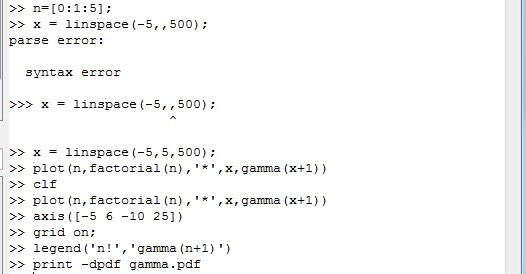 >> n=[0:1:5];
>> x = linspace(-5,,500);
parse error:
syntax error
>>> x = linspace(-5,,500);
^
>> x = linspace(-5,5,500);
>> plot(n,factorial(n),'*',x,gamma(x+1))
>> clf
>> plot(n,factorial(n),'*',x,gamma(x+1))
>> axis([-5 6 -10 25])
>> grid on;
>> legend('n!','gamma(n+1)')
>> print -dpdf gamma.pdf